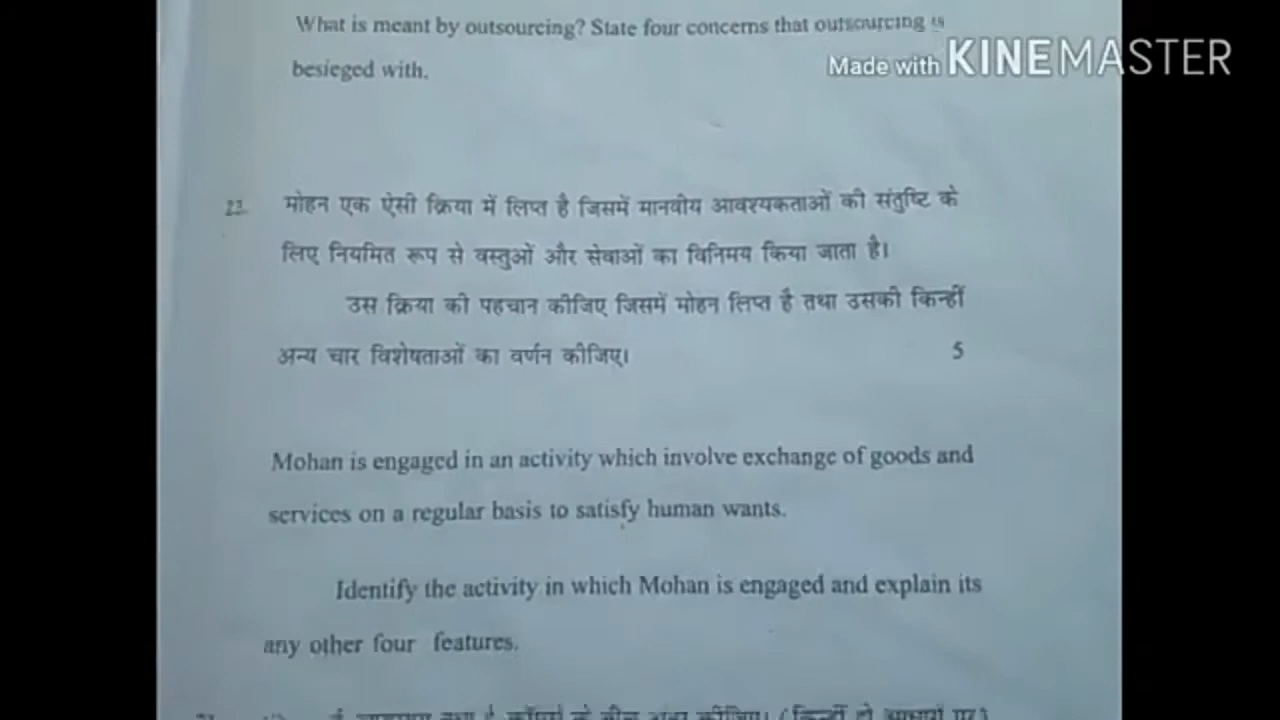 What is meant by outsourcing? State four concerns that outsourcing is
besieged with.
Made with KINEMASTER
22. मोहन एक ऐसी क्रिया में लिप्त है जिसमें मानवीय आवश्यकताओं की संतुष्टि के
लिए नियमित रूप से वस्तुओं और सेवाओं का विनिमय किया जाता है।
उस क्रिया की पहचान कीजिए जिसमें मोहन लिप्त है तथा उसकी किन्हीं
अन्य चार विशेषताओं का वर्णन कीजिए। 5
Mohan is engaged in an activity which involve exchange of goods and
services on a regular basis to satisfy human wants.
Identify the activity in which Mohan is engaged and explain its
any other four features.